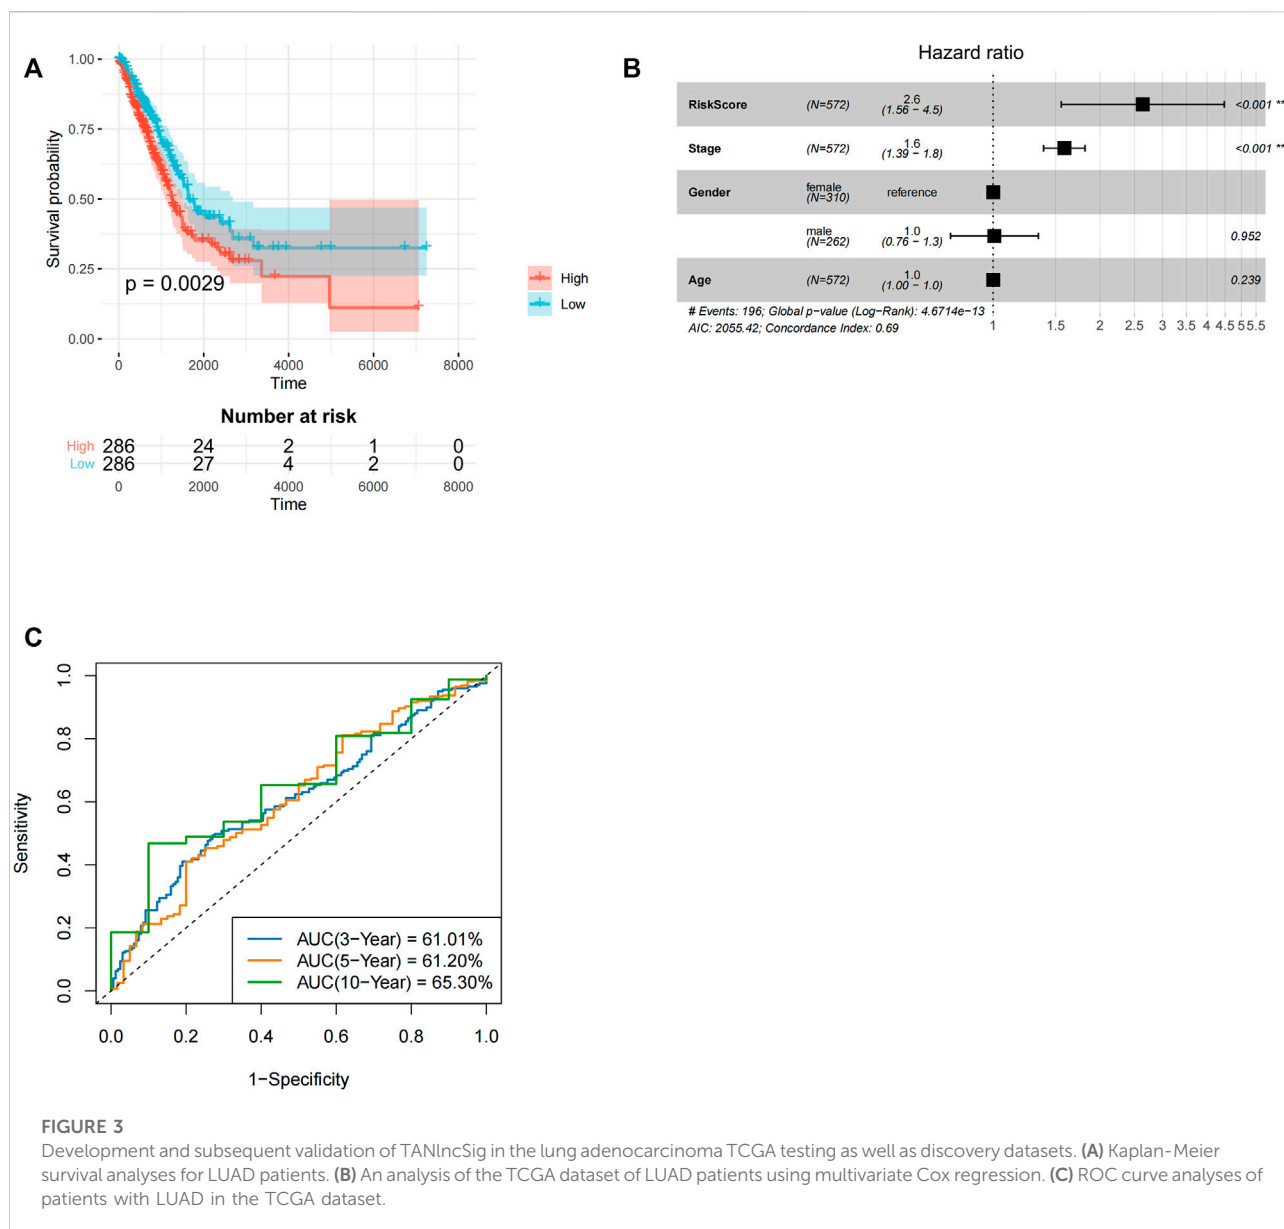 A
1.00
0.75
0.50
0.25
0.00
Survival probability
p = 0.0029
0 2000 4000 6000 8000
Time
High
Low
Number at risk
High 286 24 2 1 0
Low 286 27 4 2 0
0 2000 4000 6000 8000
Time
B
Hazard ratio
RiskScore (N=572) 2.6 (1.56 − 4.5) <0.001 **
Stage (N=572) 1.6 (1.39 − 1.8) <0.001 **
Gender female (N=310) reference
male (N=262) 1.0 (0.76 − 1.3) 0.952
Age (N=572) 1.0 (1.00 − 1.0) 0.239
# Events: 196; Global p−value (Log−Rank): 4.6714e−13
AIC: 2055.42; Concordance Index: 0.69
1 1.5 2 2.5 3 3.5 4 4.5 5 5.5
C
1.0
0.8
0.6
0.4
0.2
0.0
Sensitivity
AUC(3−Year) = 61.01%
AUC(5−Year) = 61.20%
AUC(10−Year) = 65.30%
0.0 0.2 0.4 0.6 0.8 1.0
1−Specificity
FIGURE 3
Development and subsequent validation of TANlncSig in the lung adenocarcinoma TCGA testing as well as discovery datasets. (A) Kaplan-Meier
survival analyses for LUAD patients. (B) An analysis of the TCGA dataset of LUAD patients using multivariate Cox regression. (C) ROC curve analyses of
patients with LUAD in the TCGA dataset.